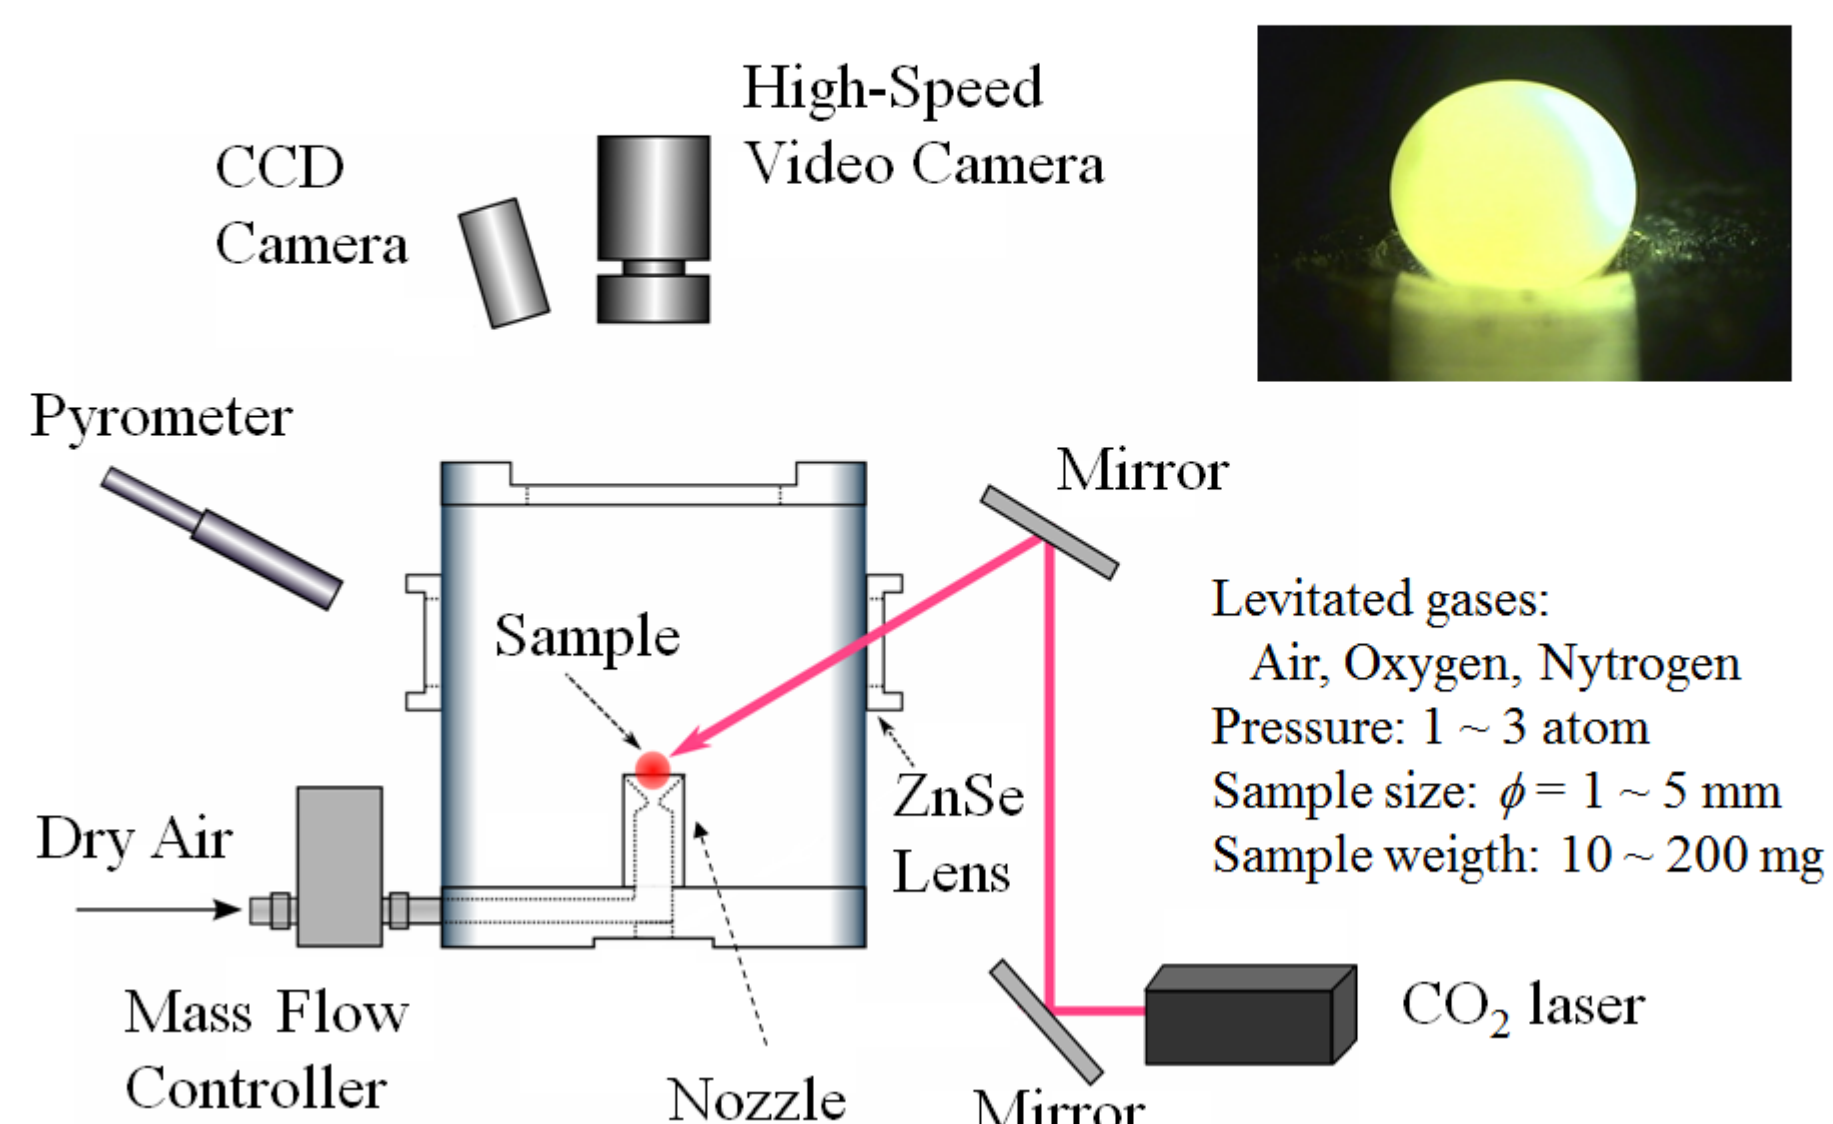 High-Speed
Video Camera
CCD
Camera
Pyrometer
Mirror
Sample
Levitated gases:
Air, Oxygen, Nytrogen
Pressure: 1 ~ 3 atom
Sample size: ϕ = 1 ~ 5 mm
Sample weigth: 10 ~ 200 mg
ZnSe
Lens
Dry Air
Mass Flow
Controller
Nozzle
CO₂ laser
Mirror